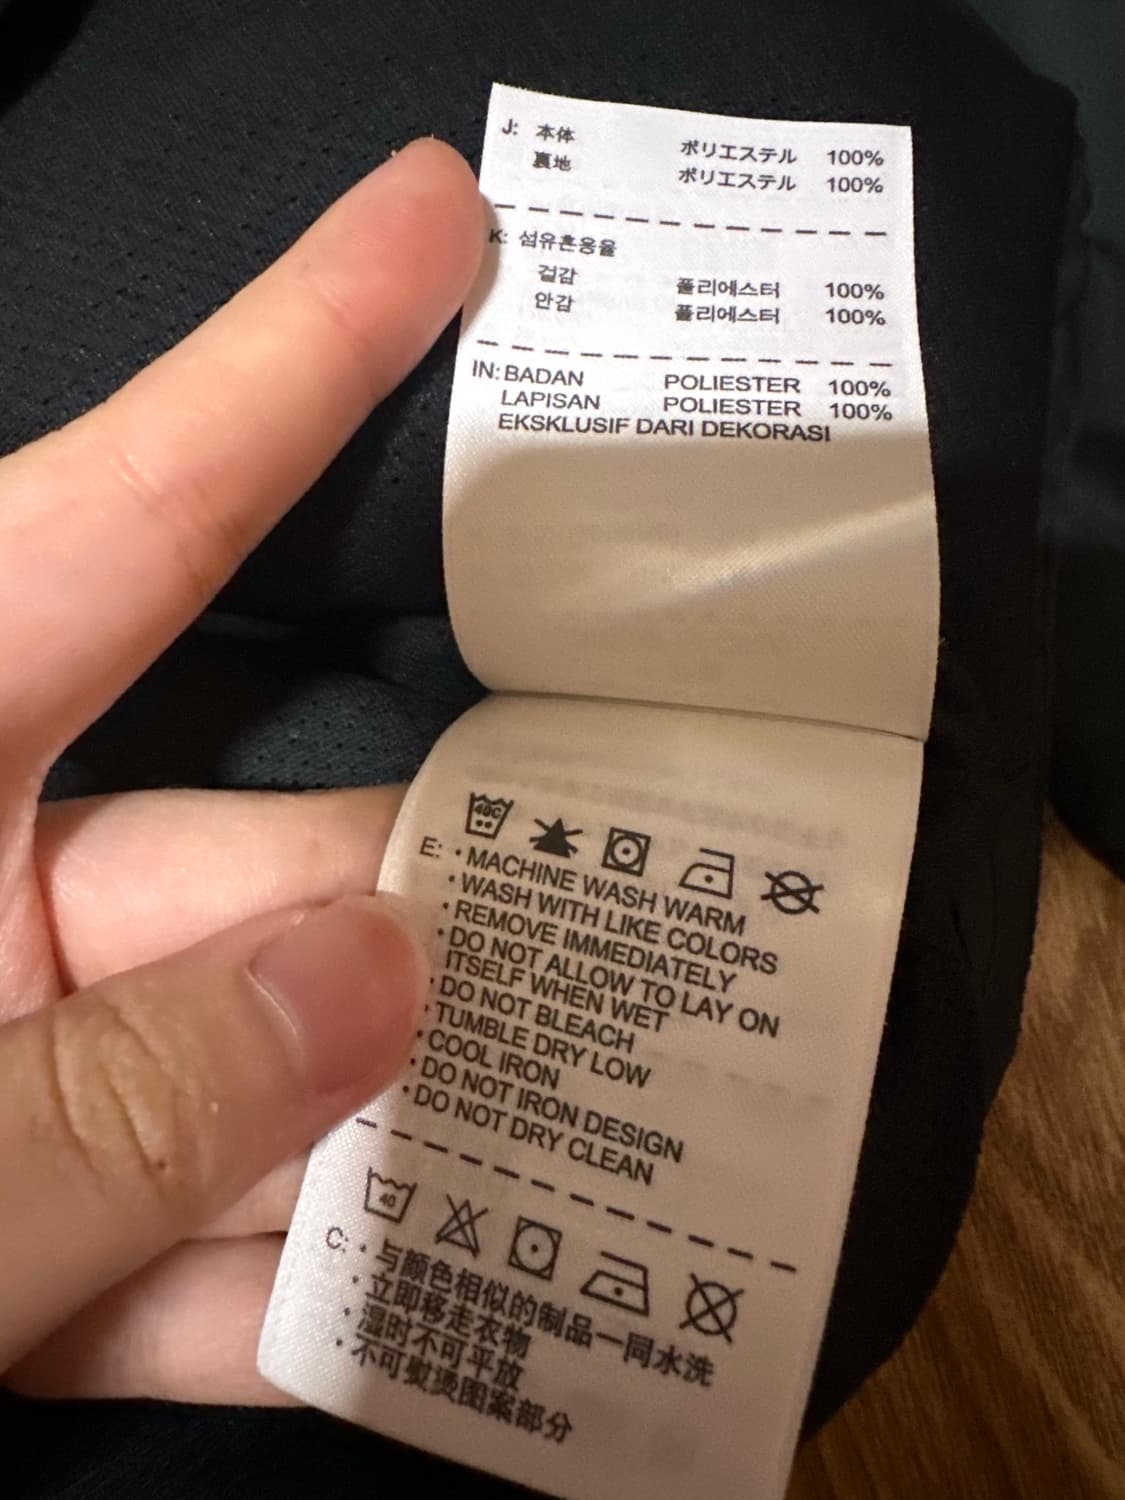 J: 本体 ポリエステル 100%
裏地 ポリエステル 100%
K: 섬유혼용율
겉감 폴리에스터 100%
안감 폴리에스터 100%
IN: BADAN POLIESTER 100%
LAPISAN POLIESTER 100%
EKSKLUSIF DARI DEKORASI
40C
E: • MACHINE WASH WARM
• WASH WITH LIKE COLORS
• REMOVE IMMEDIATELY
• DO NOT ALLOW TO LAY ON
ITSELF WHEN WET
• DO NOT BLEACH
• TUMBLE DRY LOW
• COOL IRON
• DO NOT IRON DESIGN
• DO NOT DRY CLEAN
40
C: • 与颜色相似的制品一同水洗
• 立即移走衣物
• 湿时不可平放
• 不可熨烫图案部分